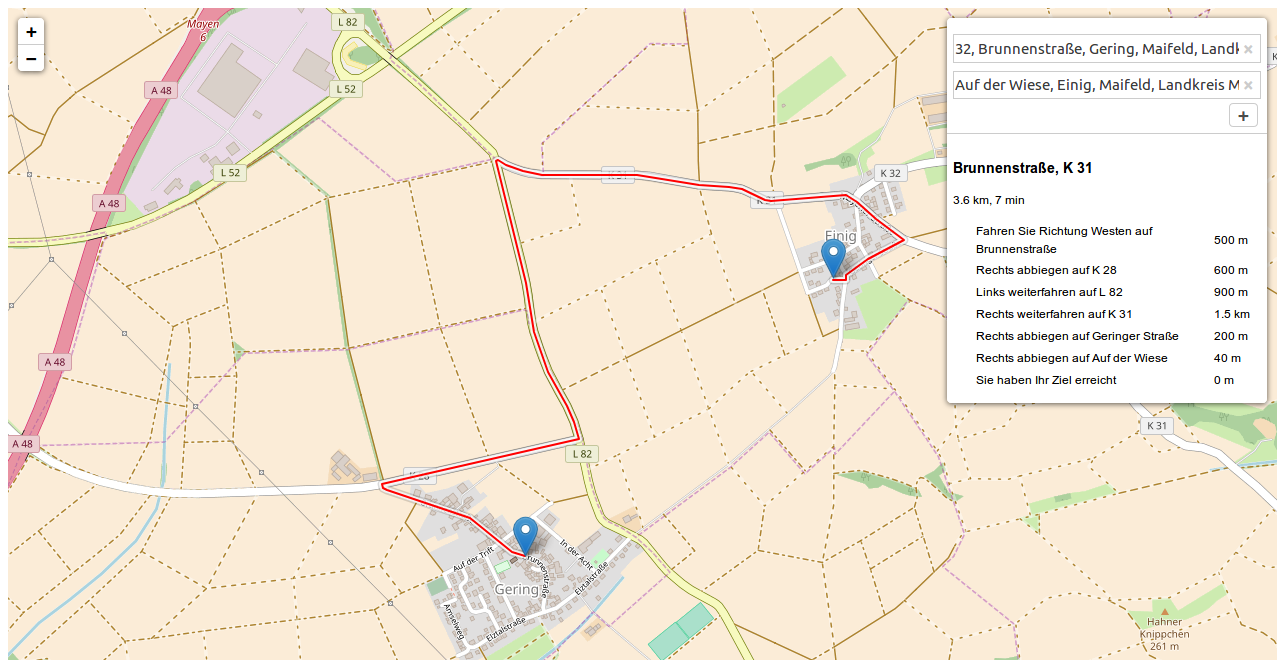 +
−
Mayen
6
L 82
A 48
L 52
L 52
A 48
A 48
A 48
K 32
Einig
L 82
K 31
Auf der Trift
In der Acht
Brunnenstraße
Gering
Elztalstraße
Amselweg
Elztalstraße
Hahner
Knippchen
261 m
32, Brunnenstraße, Gering, Maifeld, Landk ×
Auf der Wiese, Einig, Maifeld, Landkreis M ×
+
Brunnenstraße, K 31
3.6 km, 7 min
Fahren Sie Richtung Westen auf
Brunnenstraße 500 m
Rechts abbiegen auf K 28 600 m
Links weiterfahren auf L 82 900 m
Rechts weiterfahren auf K 31 1.5 km
Rechts abbiegen auf Geringer Straße 200 m
Rechts abbiegen auf Auf der Wiese 40 m
Sie haben Ihr Ziel erreicht 0 m